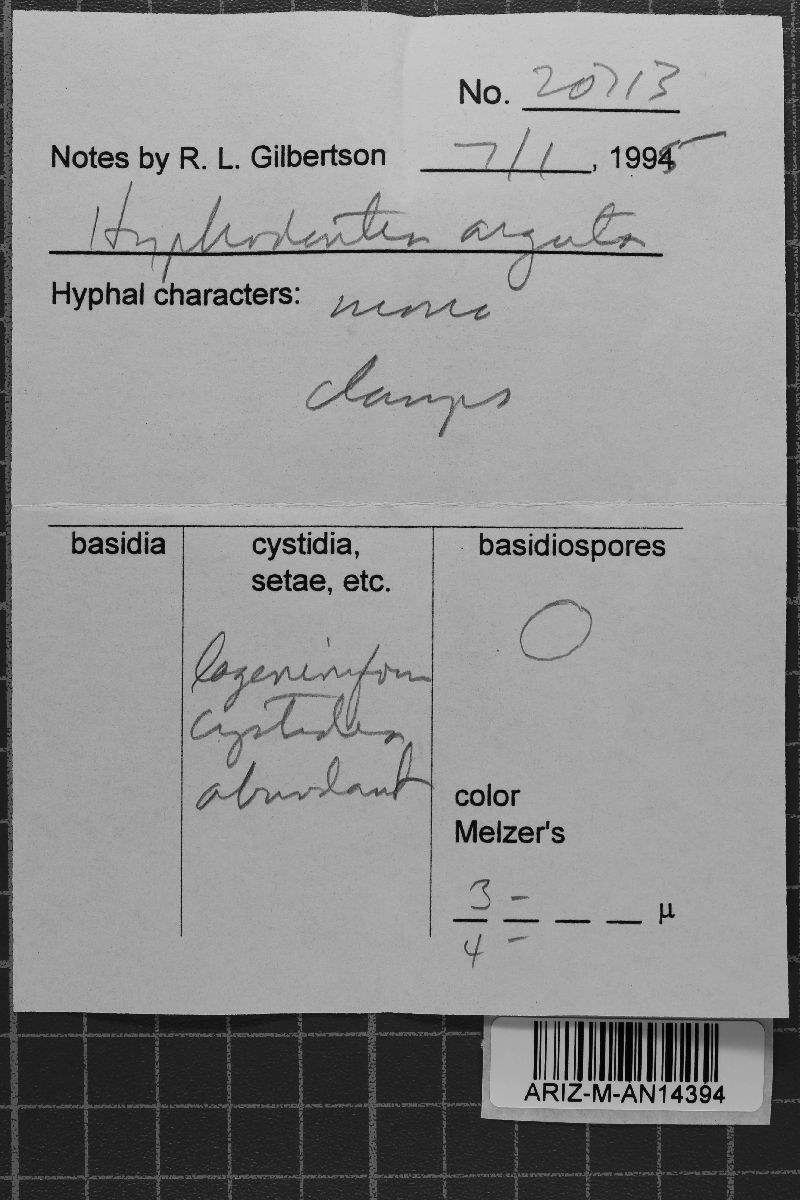 No. 20713
Notes by R. L. Gilbertson 7/1, 1995
Hyphodontia arguta
Hyphal characters: mono
clamps
basidia
cystidia,
setae, etc.
basidiospores
lageniniform
cystidia
abundant
color
Melzer's
3 –
μ
4 –
ARIZ-M-AN14394